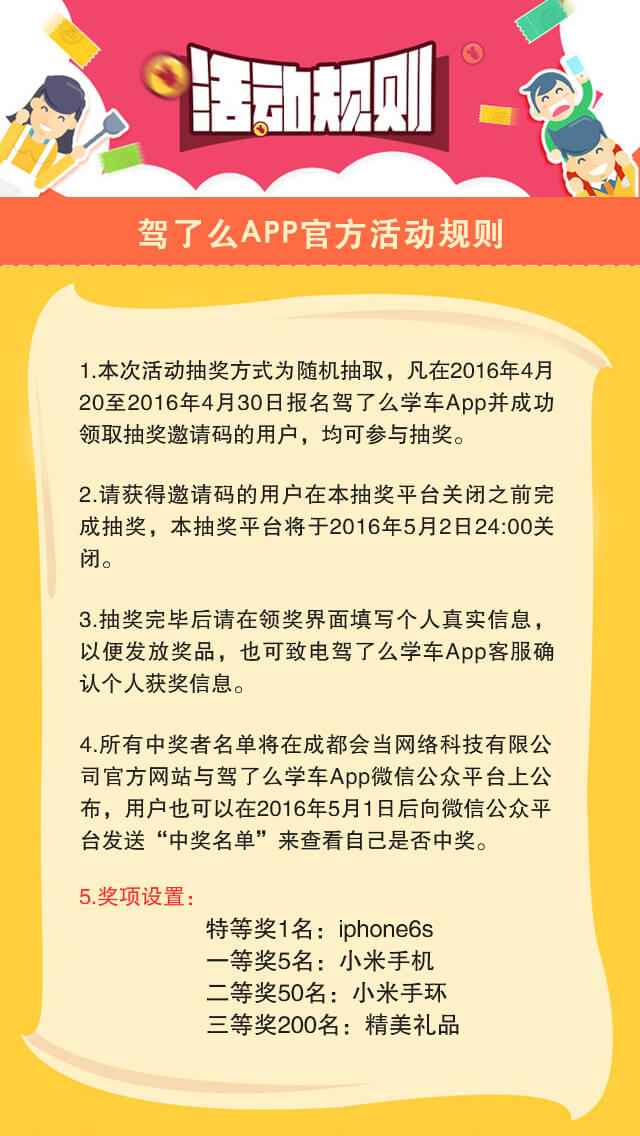 活动规则
驾了么APP官方活动规则
1.本次活动抽奖方式为随机抽取，凡在2016年4月
20至2016年4月30日报名驾了么学车App并成功
领取抽奖邀请码的用户，均可参与抽奖。
2.请获得邀请码的用户在本抽奖平台关闭之前完
成抽奖，本抽奖平台将于2016年5月2日24:00关
闭。
3.抽奖完毕后请在领奖界面填写个人真实信息，
以便发放奖品，也可致电驾了么学车App客服确
认个人获奖信息。
4.所有中奖者名单将在成都会当网络科技有限公
司官方网站与驾了么学车App微信公众平台上公
布，用户也可以在2016年5月1日后向微信公众平
台发送“中奖名单”来查看自己是否中奖。
5.奖项设置：
特等奖1名：iphone6s
一等奖5名：小米手机
二等奖50名：小米手环
三等奖200名：精美礼品